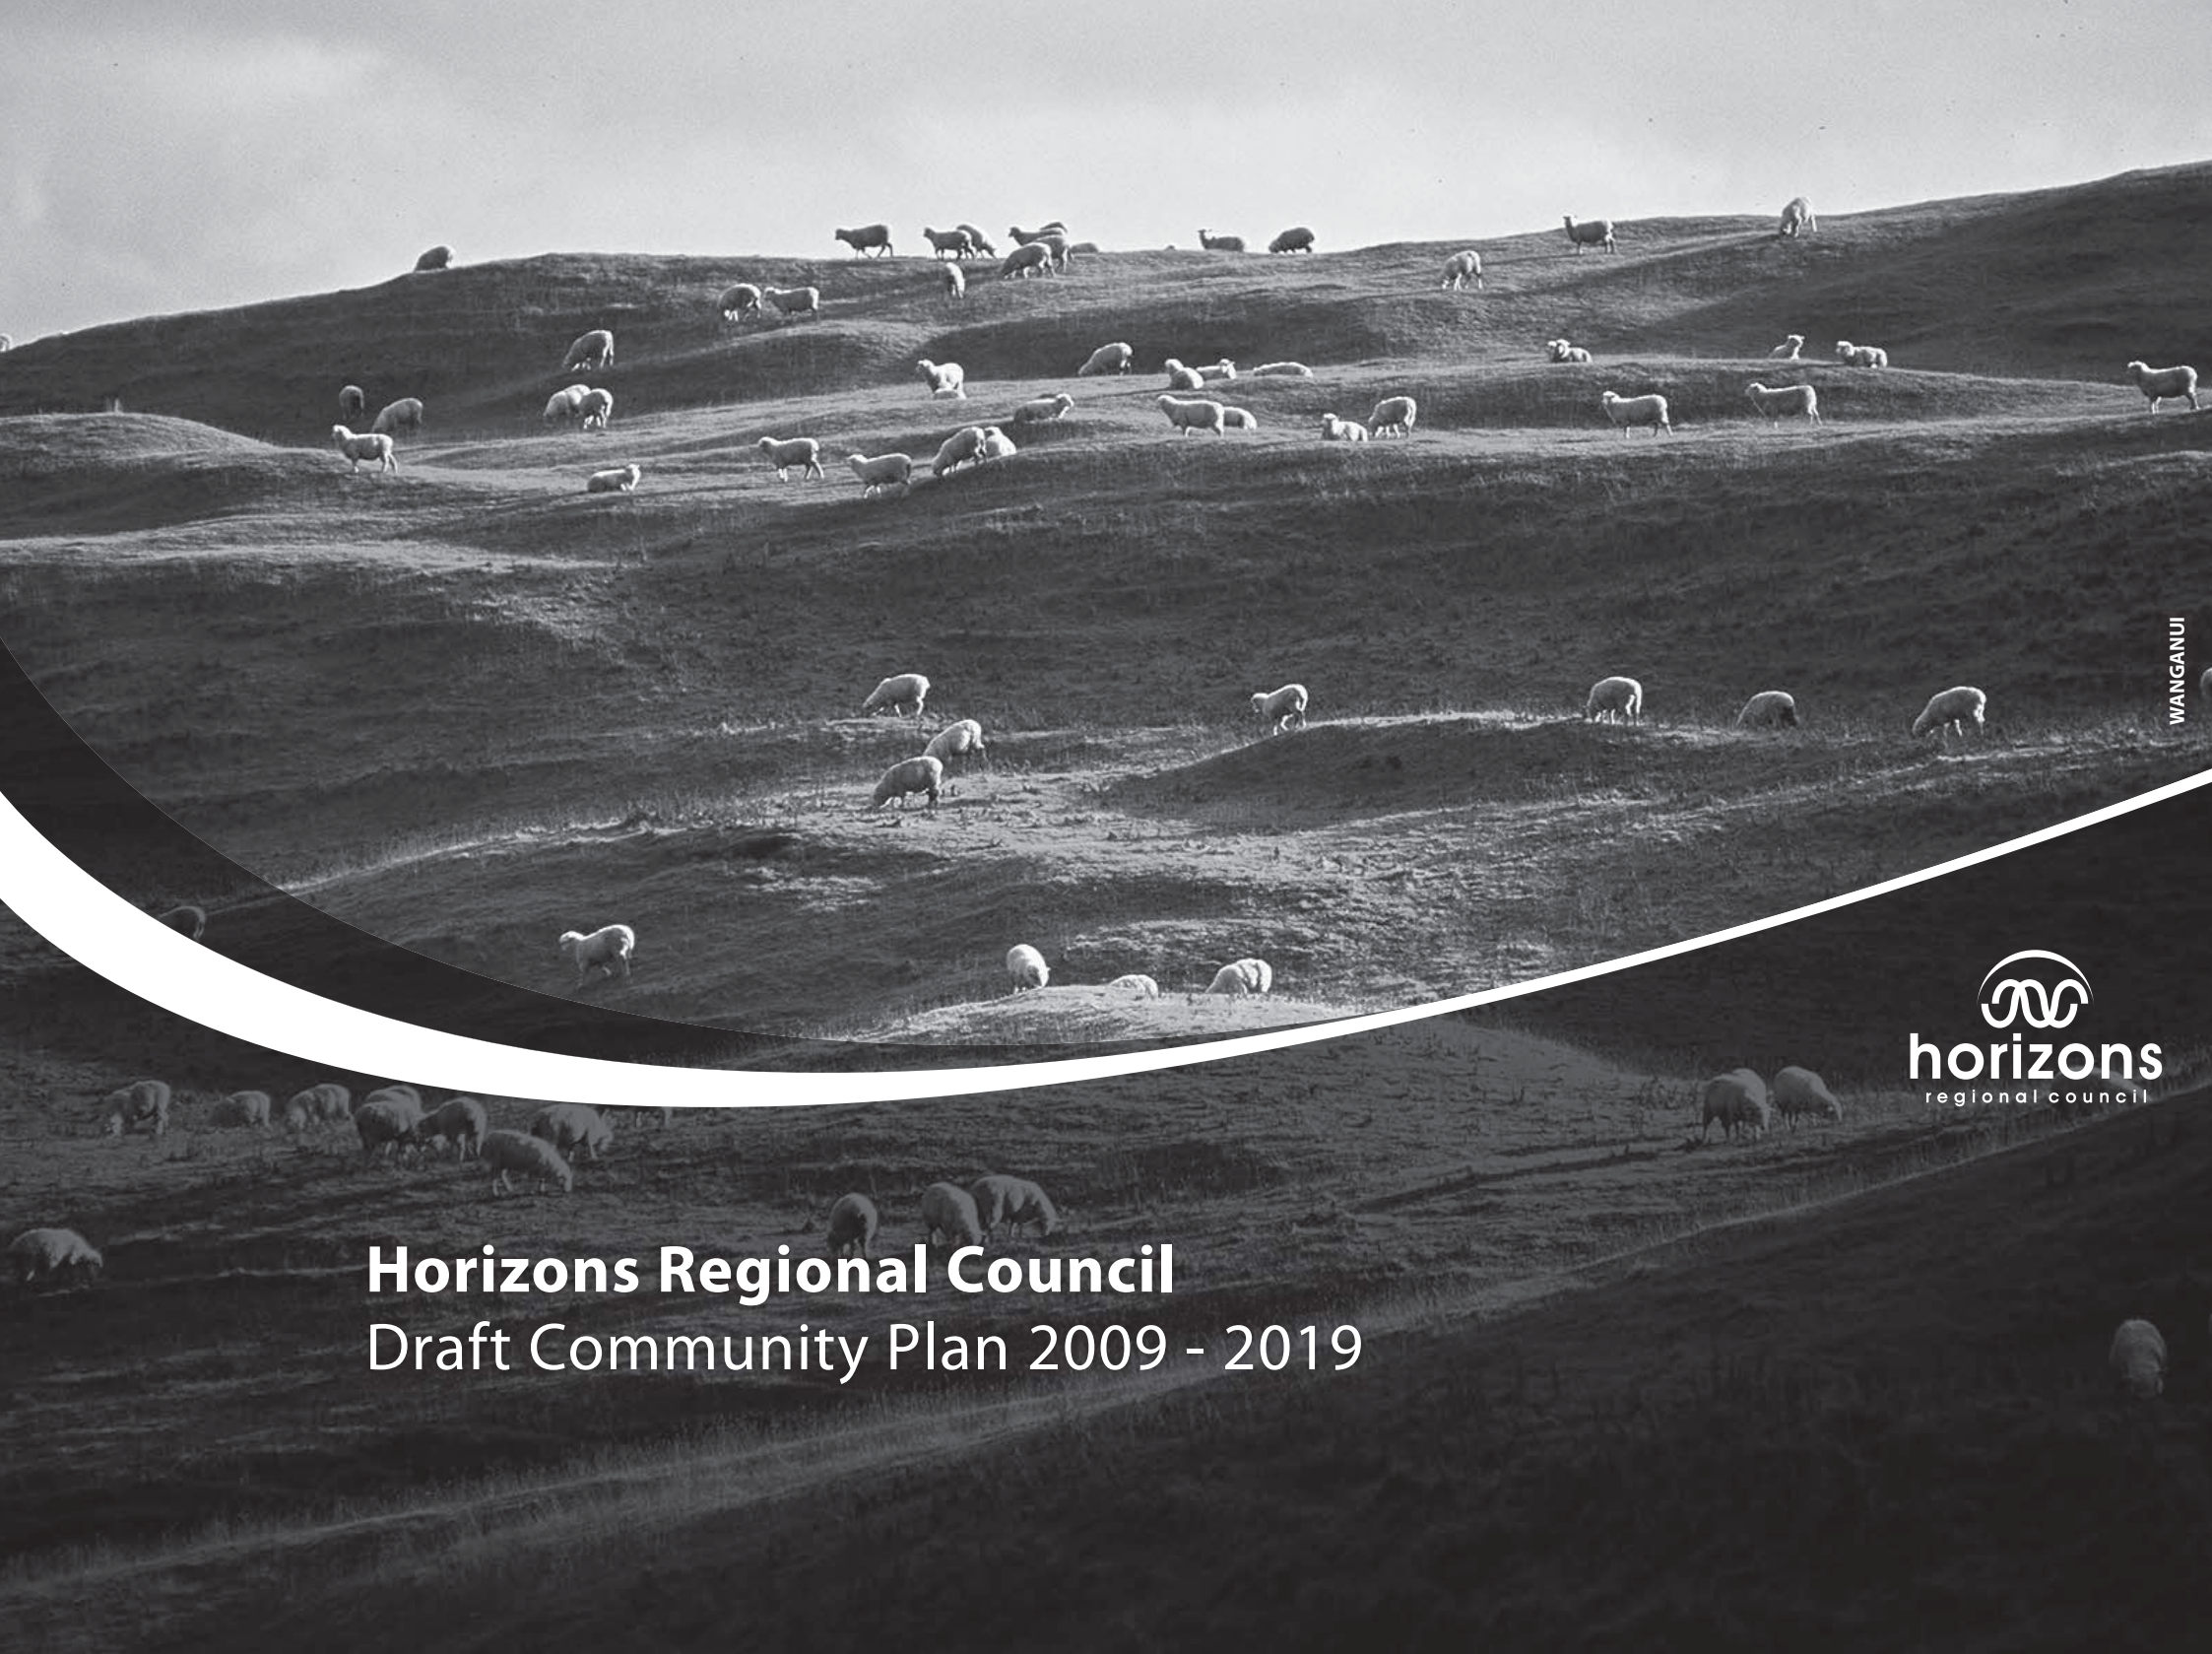 WANGANUI
horizons
regional council
Horizons Regional Council
Draft Community Plan 2009 - 2019